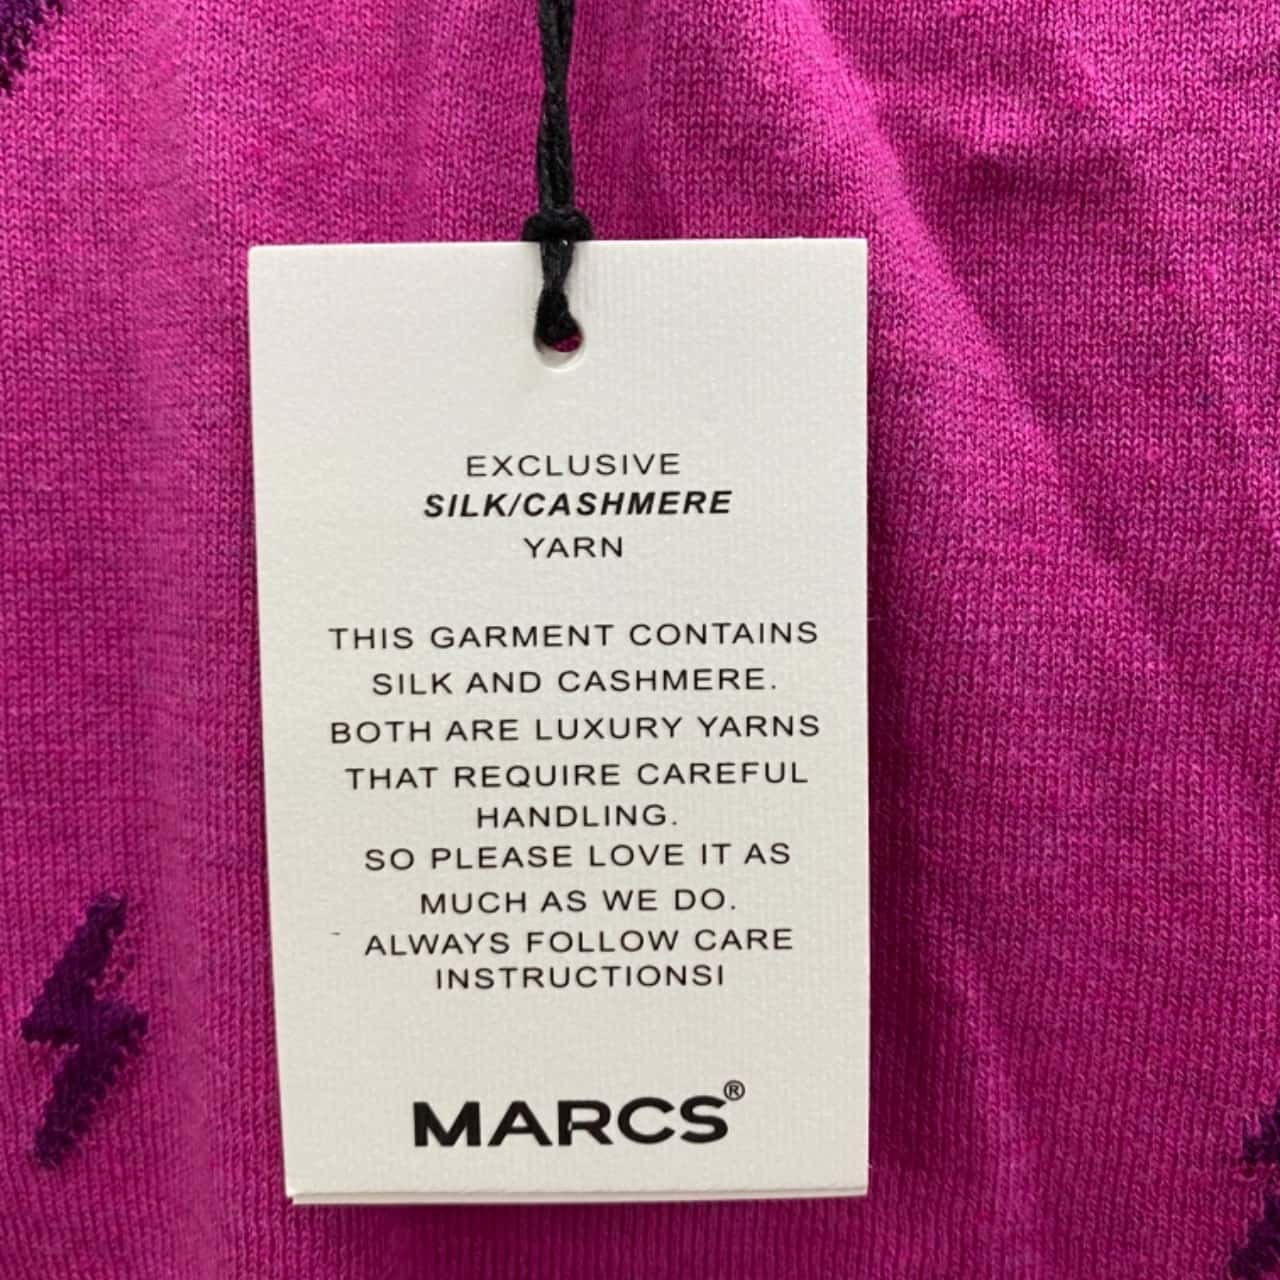 EXCLUSIVE
SILK/CASHMERE
YARN
THIS GARMENT CONTAINS
SILK AND CASHMERE.
BOTH ARE LUXURY YARNS
THAT REQUIRE CAREFUL
HANDLING.
SO PLEASE LOVE IT AS
MUCH AS WE DO.
ALWAYS FOLLOW CARE
INSTRUCTIONS!
MARCS®